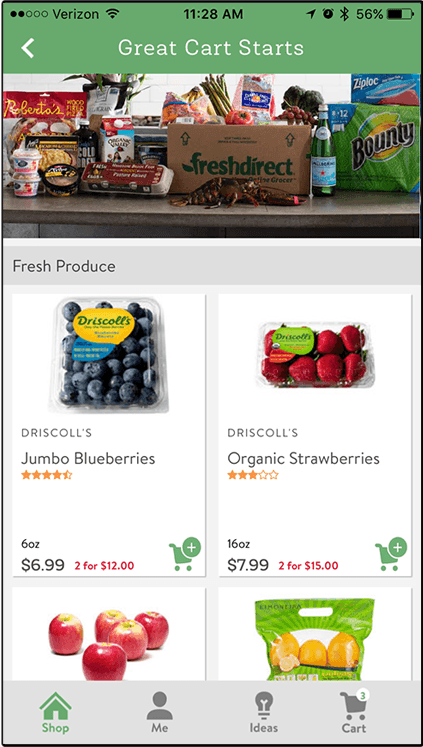 Verizon 11:28 AM 56%
Great Cart Starts
Roberta's
Ziploc
ORGANIC
freshdirect
Bounty
Fresh Produce
Driscoll's
Driscoll's
DRISCOLL'S
Jumbo Blueberries
DRISCOLL'S
Organic Strawberries
6oz
$6.99 2 for $12.00
16oz
$7.99 2 for $15.00
Shop
Me
Ideas
3
Cart